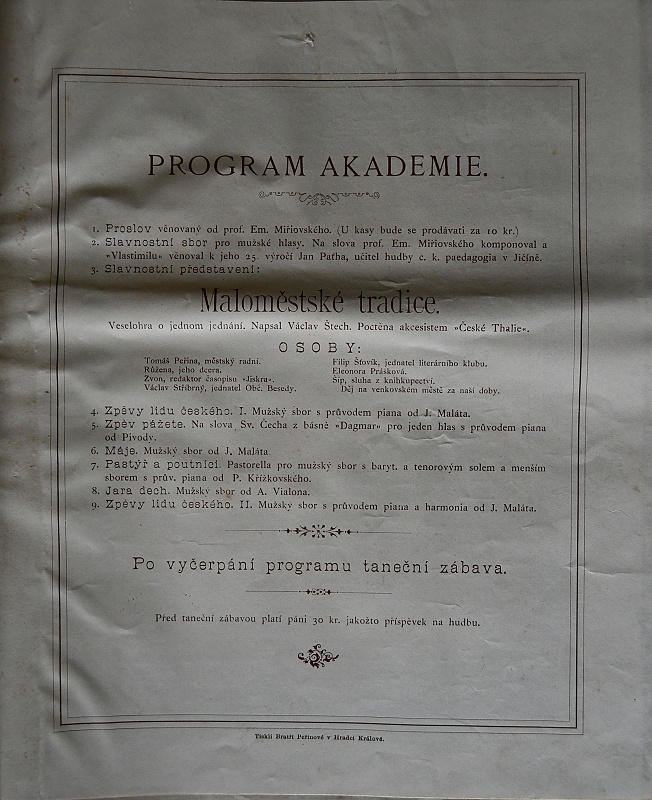 PROGRAM AKADEMIE.
1. Proslov věnovaný od prof. Em. Miřiovského. (U kasy bude se prodávati za 10 kr.)
2. Slavnostní sbor pro mužské hlasy. Na slova prof. Em. Miřiovského komponoval a
»Vlastimilu« věnoval k jeho 25. výročí Jan Paťha, učitel hudby c. k. paedagogia v Jičíně.
3. Slavnostní představení:
Maloměstské tradice.
Veselohra o jednom jednání. Napsal Václav Štech. Poctěna akcesistem »České Thalie«.
OSOBY:
Tomáš Peřina, městský radní.
Růžena, jeho dcera.
Zvon, redaktor časopisu »Jiskra«.
Václav Stříbrný, jednatel Obč. Besedy.
Filip Šťovík, jednatel literárního klubu.
Eleonora Prášková.
Šíp, sluha z knihkupectví.
Děj na venkovském městě za naší doby.
4. Zpěvy lidu českého. I. Mužský sbor s průvodem piana od J. Maláta.
5. Zpěv pážete. Na slova Sv. Čecha z básně »Dagmar« pro jeden hlas s průvodem piana
od Pivody.
6. Máje. Mužský sbor od J. Maláta.
7. Pastýř a poutníci. Pastorella pro mužský sbor s baryt. a tenorovým solem a menším
sborem s prův. piana od P. Křížkovského.
8. Jara dech. Mužský sbor od A. Vialona.
9. Zpěvy lidu českého. II. Mužský sbor s průvodem piana a harmonia od J. Maláta.
Po vyčerpání programu taneční zábava.
Před taneční zábavou platí páni 30 kr. jakožto příspěvek na hudbu.
Tiskli Bratří Peřinové v Hradci Králové.